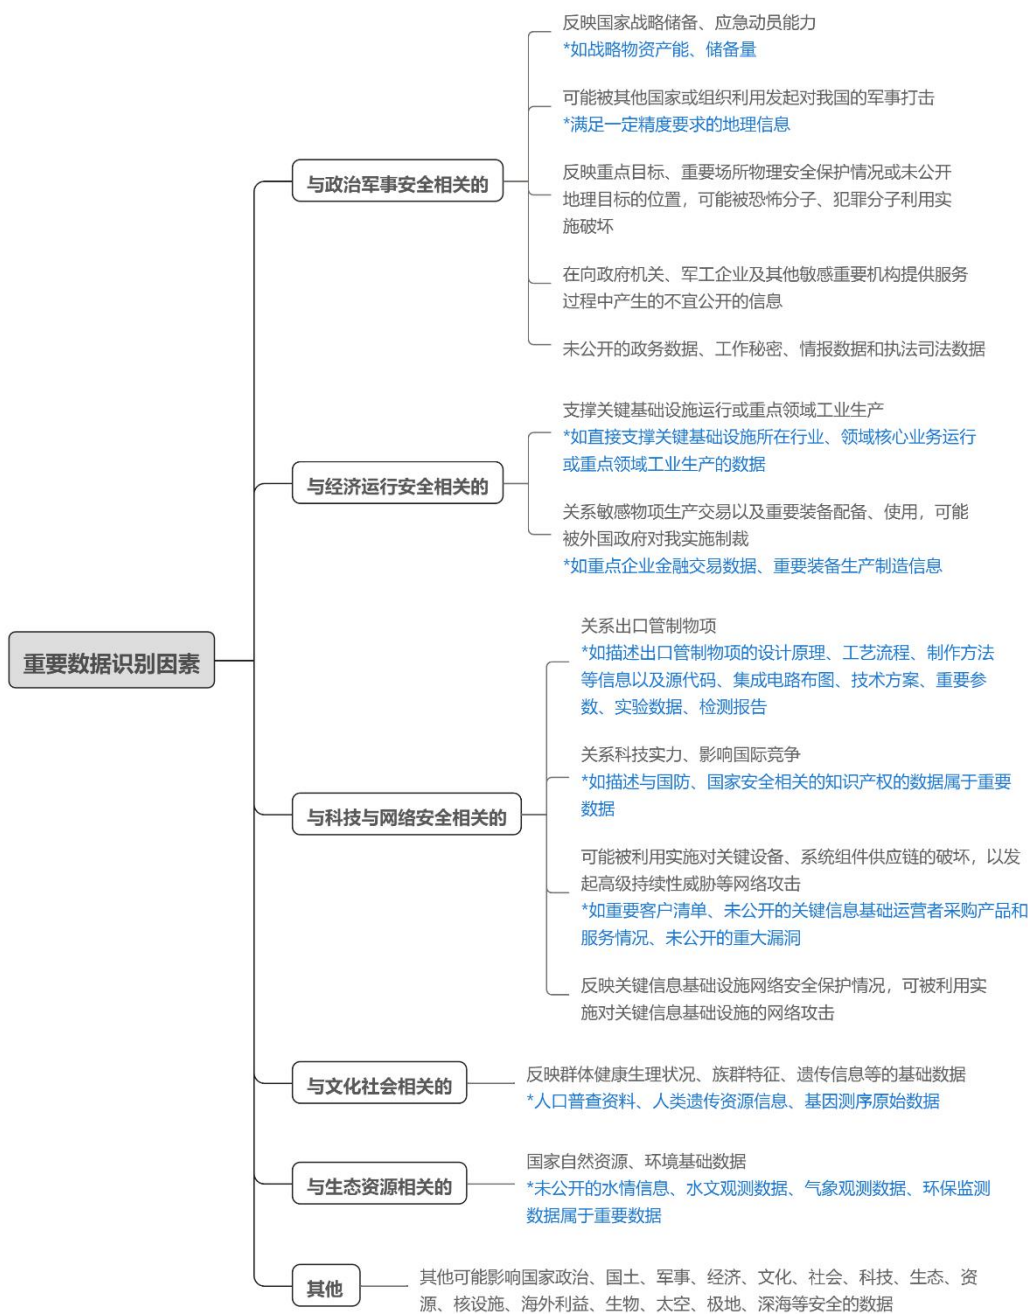 反映国家战略储备、应急动员能力
*如战略物资产能、储备量
可能被其他国家或组织利用发起对我国的军事打击
*满足一定精度要求的地理信息
与政治军事安全相关的
反映重点目标、重要场所物理安全保护情况或未公开
地理目标的位置，可能被恐怖分子、犯罪分子利用实
施破坏
在向政府机关、军工企业及其他敏感重要机构提供服务
过程中产生的不宜公开的信息
未公开的政务数据、工作秘密、情报数据和执法司法数据
支撑关键基础设施运行或重点领域工业生产
*如直接支撑关键基础设施所在行业、领域核心业务运行
或重点领域工业生产的数据
与经济运行安全相关的
关系敏感物项生产交易以及重要装备配备、使用，可能
被外国政府对我实施制裁
*如重点企业金融交易数据、重要装备生产制造信息
重要数据识别因素
关系出口管制物项
*如描述出口管制物项的设计原理、工艺流程、制作方法
等信息以及源代码、集成电路布图、技术方案、重要参
数、实验数据、检测报告
关系科技实力、影响国际竞争
*如描述与国防、国家安全相关的知识产权的数据属于重要
数据
与科技与网络安全相关的
可能被利用实施对关键设备、系统组件供应链的破坏，以发
起高级持续性威胁等网络攻击
*如重要客户清单、未公开的关键信息基础运营者采购产品和
服务情况、未公开的重大漏洞
反映关键信息基础设施网络安全保护情况，可被利用实
施对关键信息基础设施的网络攻击
与文化社会相关的
反映群体健康生理状况、族群特征、遗传信息等的基础数据
*人口普查资料、人类遗传资源信息、基因测序原始数据
与生态资源相关的
国家自然资源、环境基础数据
*未公开的水情信息、水文观测数据、气象观测数据、环保监测
数据属于重要数据
其他
其他可能影响国家政治、国土、军事、经济、文化、社会、科技、生态、资
源、核设施、海外利益、生物、太空、极地、深海等安全的数据